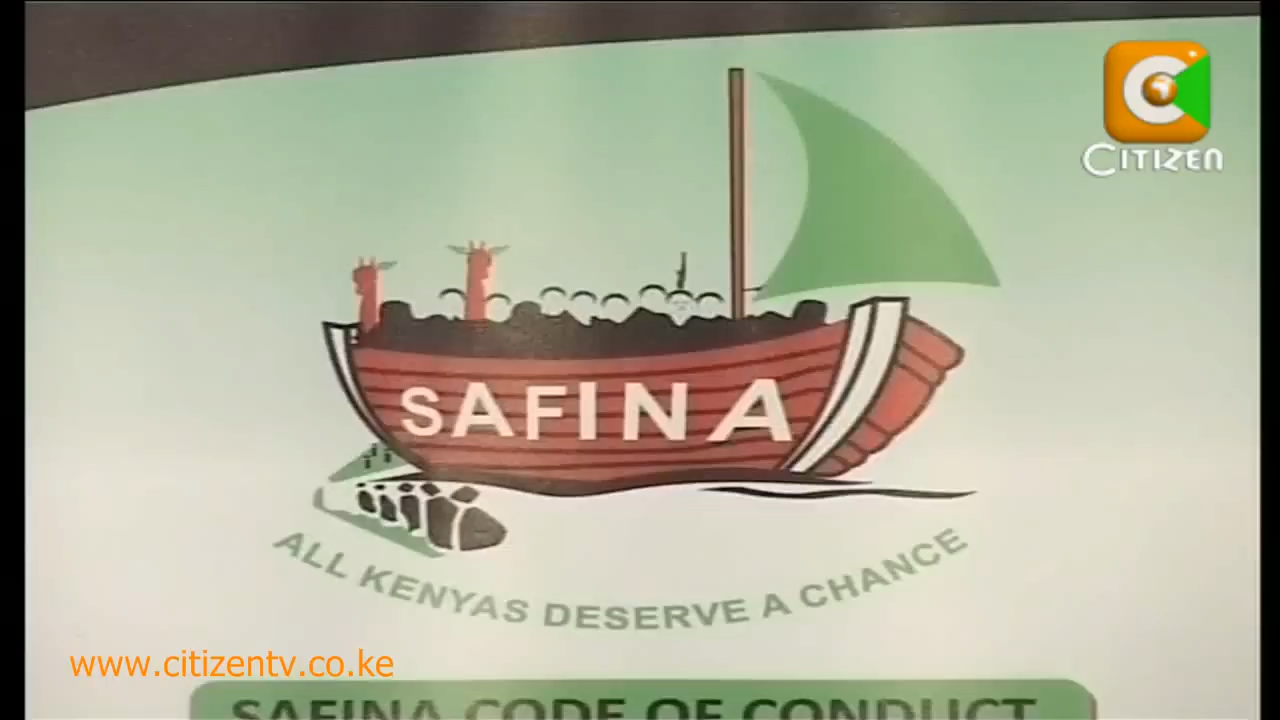 CITIZEN
SAFINA
ALL KENYAS DESERVE A CHANCE
www.citizentv.co.ke
SAFINA CODE OF CONDUCT